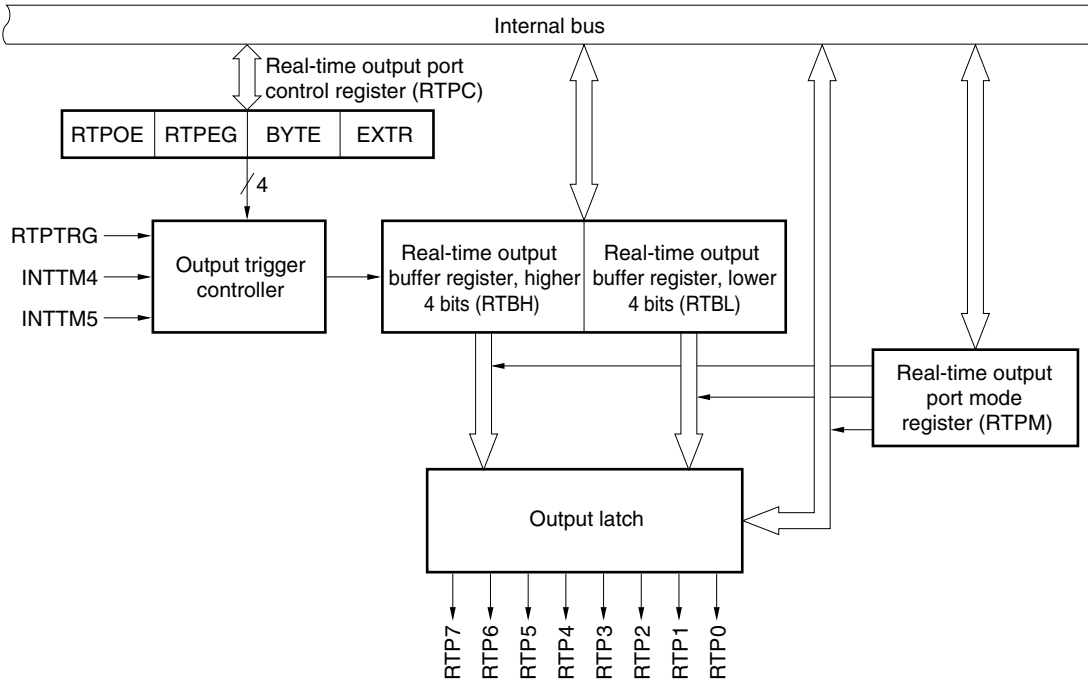 Internal bus
Real-time output port
control register (RTPC)
RTPOE RTPEG BYTE EXTR
4
RTPTRG
INTTM4
INTTM5
Output trigger
controller
Real-time output
buffer register, higher
4 bits (RTBH)
Real-time output
buffer register, lower
4 bits (RTBL)
Real-time output
port mode
register (RTPM)
Output latch
RTP7
RTP6
RTP5
RTP4
RTP3
RTP2
RTP1
RTP0